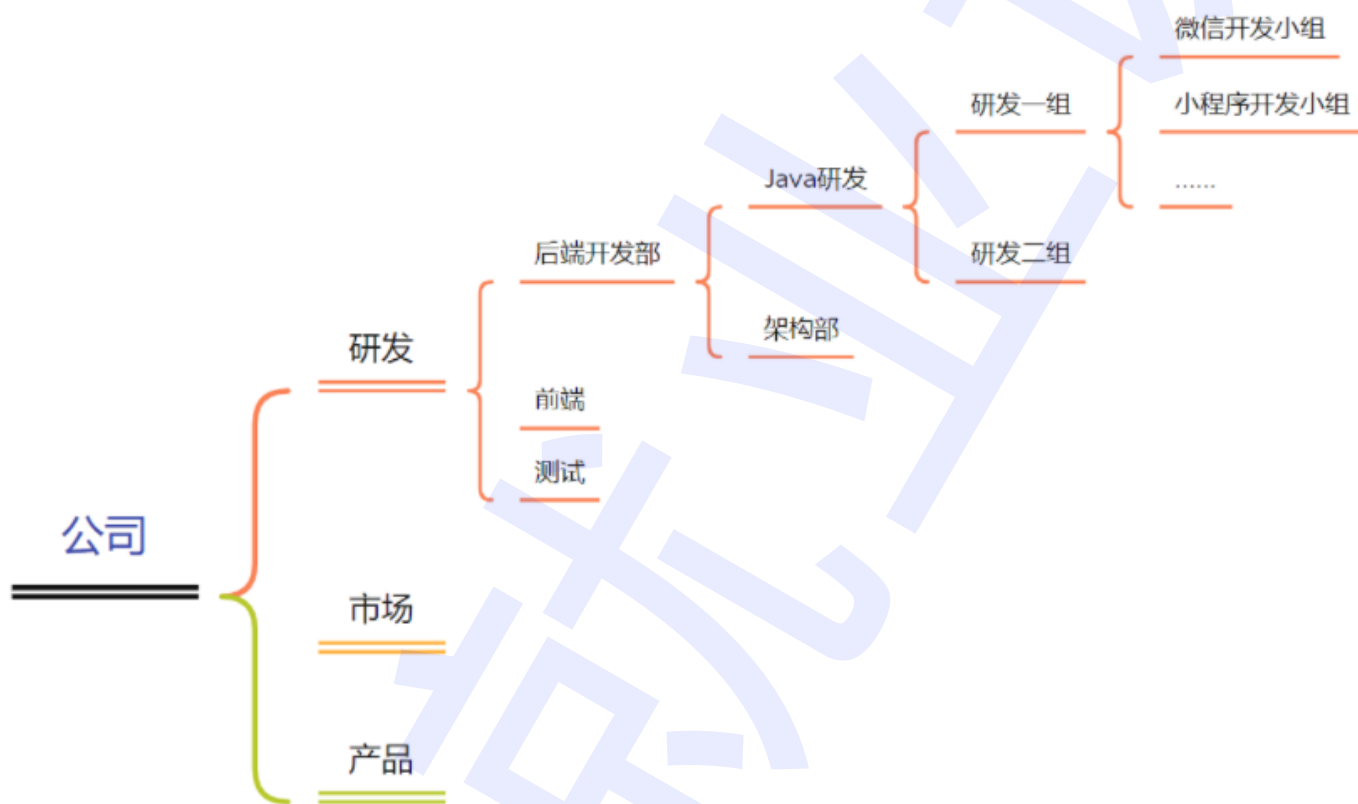 微信开发小组
研发一组
小程序开发小组
Java研发
……
后端开发部
研发二组
研发
架构部
前端
测试
公司
市场
产品